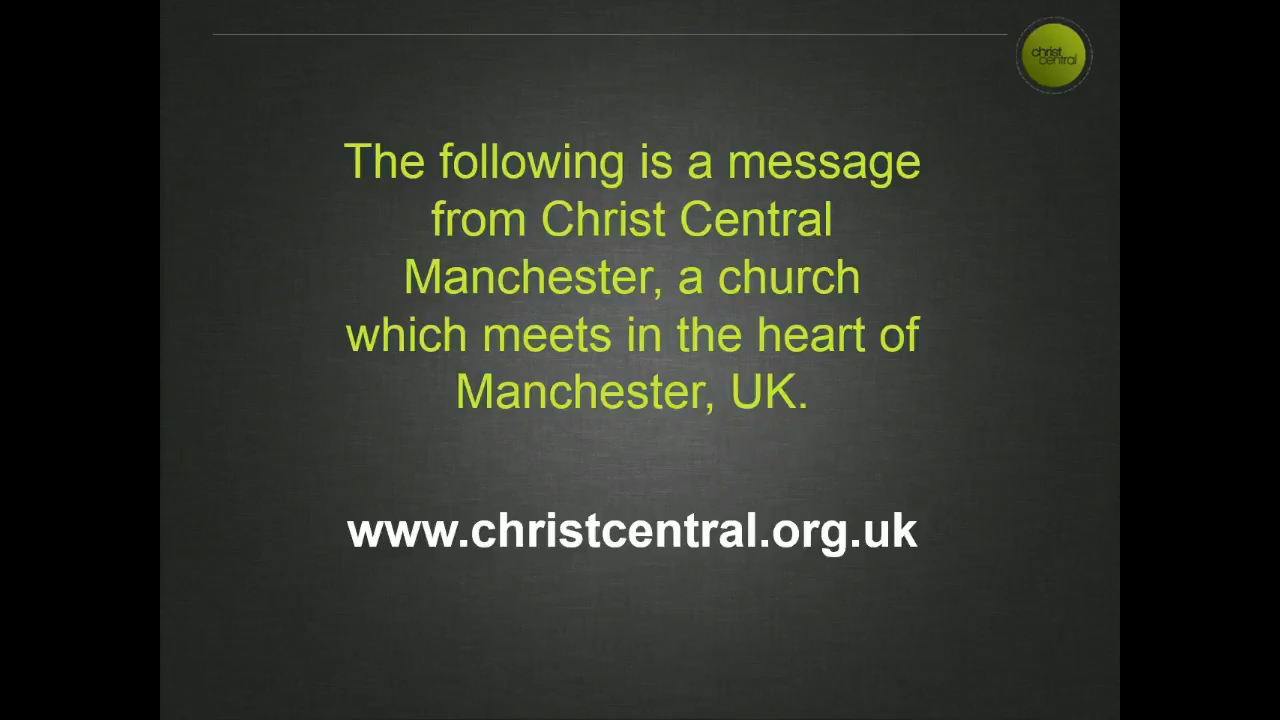 christ
central
The following is a message
from Christ Central
Manchester, a church
which meets in the heart of
Manchester, UK.
www.christcentral.org.uk